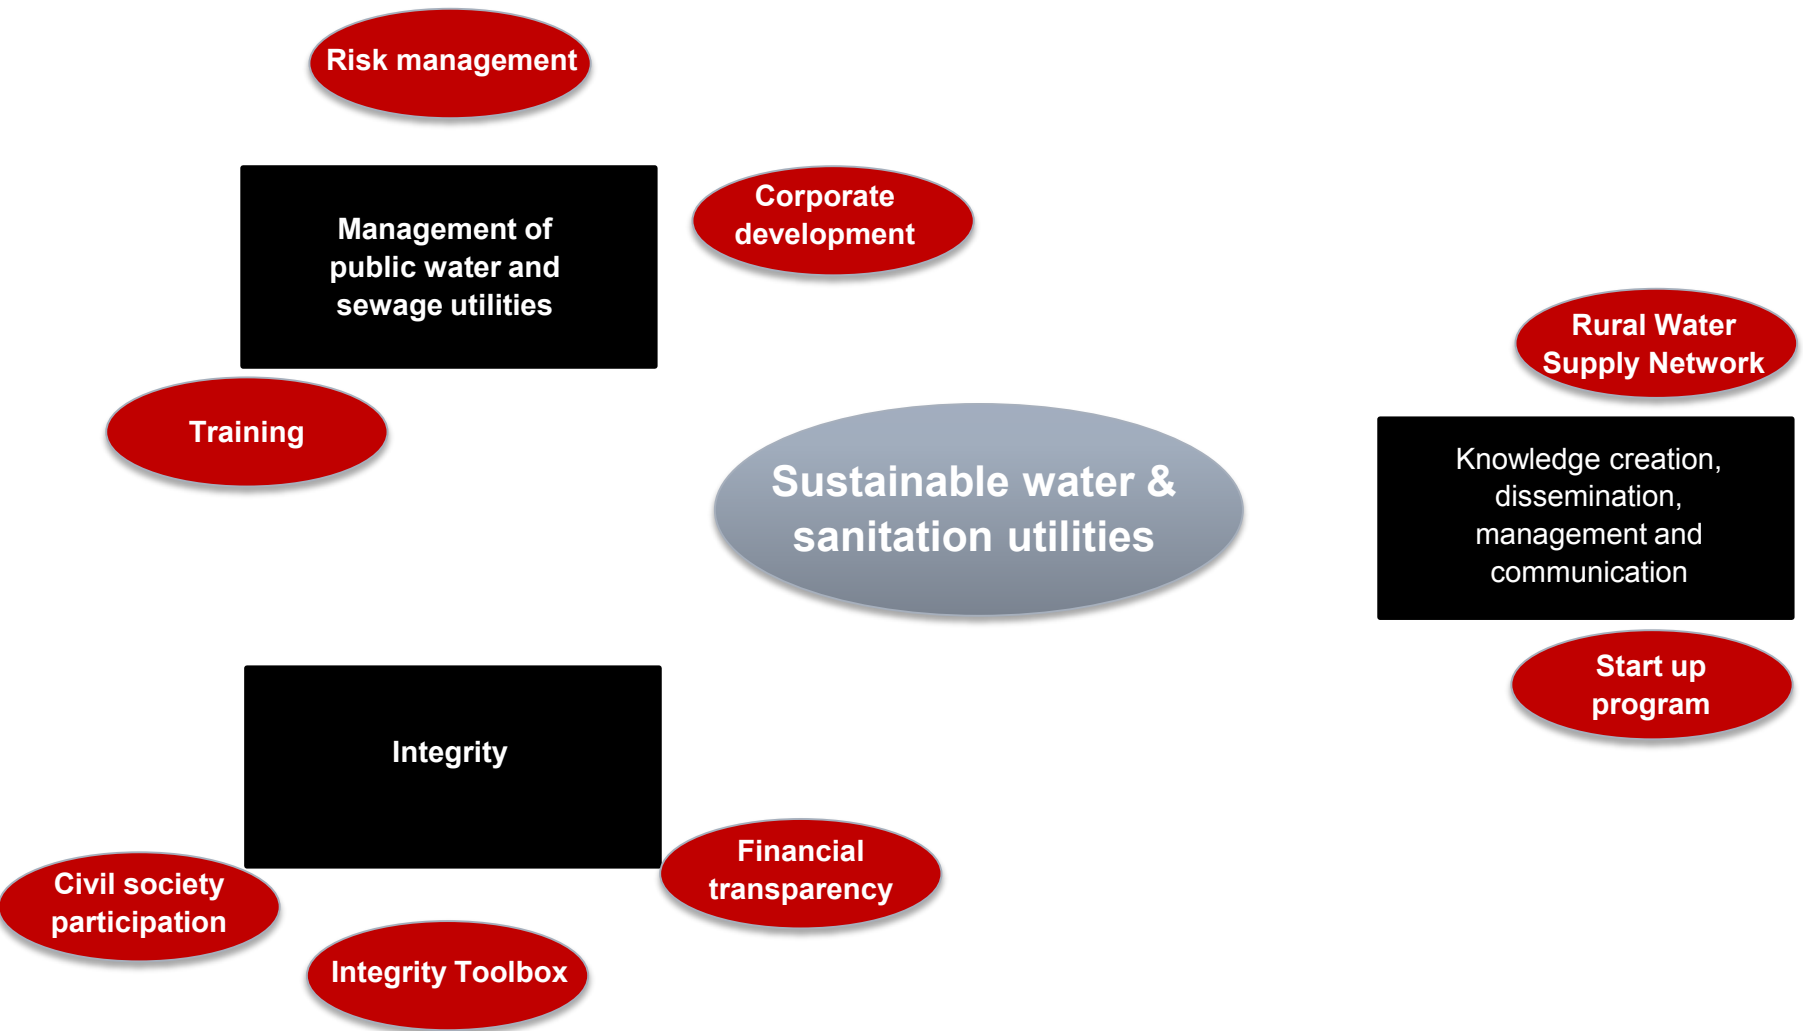 Risk management
Management of
public water and
sewage utilities
Corporate
development
Training
Rural Water
Supply Network
Sustainable water &
sanitation utilities
Knowledge creation,
dissemination,
management and
communication
Start up
program
Integrity
Financial
transparency
Civil society
participation
Integrity Toolbox